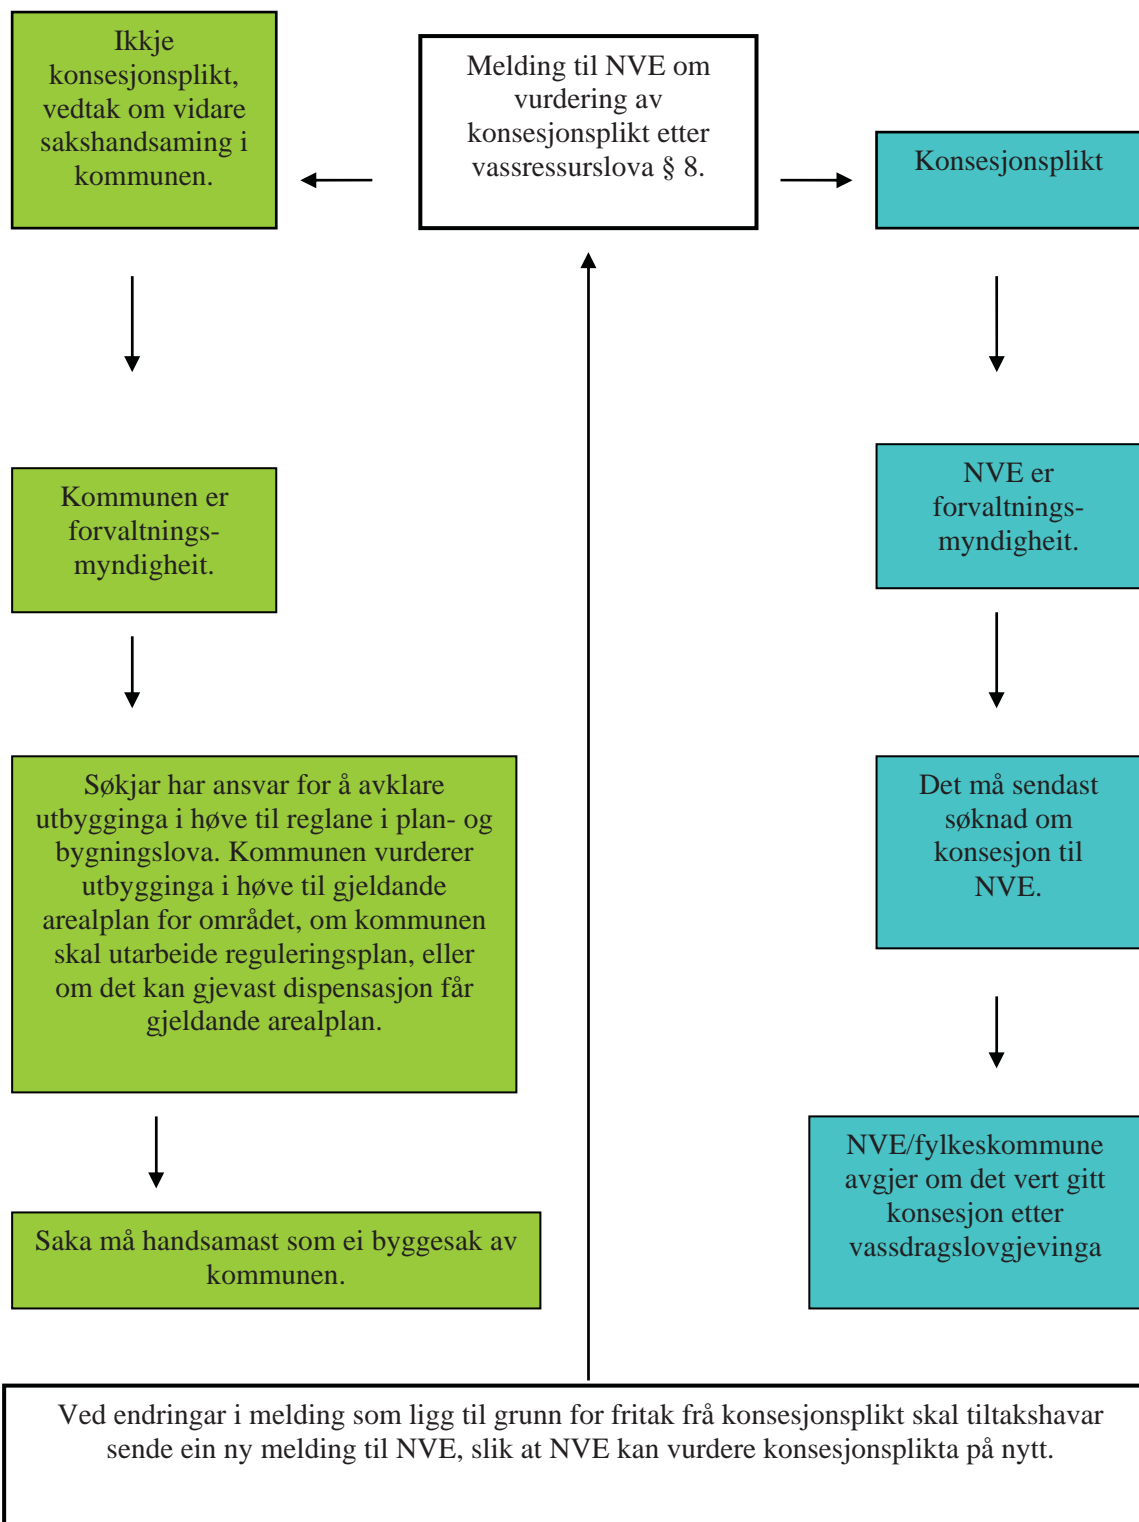 Ikkje
konsesjonsplikt,
vedtak om vidare
sakshandsaming i
kommunen.
Melding til NVE om
vurdering av
konsesjonsplikt etter
vassressurslova § 8.
Konsesjonsplikt
Kommunen er
forvaltnings-
myndigheit.
NVE er
forvaltnings-
myndigheit.
Søkjar har ansvar for å avklare
utbygginga i høve til reglane i plan- og
bygningslova. Kommunen vurderer
utbygginga i høve til gjeldande
arealplan for området, om kommunen
skal utarbeide reguleringsplan, eller
om det kan gjevast dispensasjon får
gjeldande arealplan.
Det må sendast
søknad om
konsesjon til
NVE.
Saka må handsamast som ei byggesak av
kommunen.
NVE/fylkeskommune
avgjer om det vert gitt
konsesjon etter
vassdragslovgjevinga
Ved endringar i melding som ligg til grunn for fritak frå konsesjonsplikt skal tiltakshavar
sende ein ny melding til NVE, slik at NVE kan vurdere konsesjonsplikta på nytt.